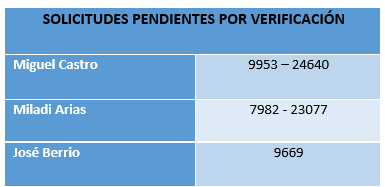 SOLICITUDES PENDIENTES POR VERIFICACIÓN
Miguel Castro 9953 – 24640
Miladi Arias 7982 - 23077
José Berrio 9669